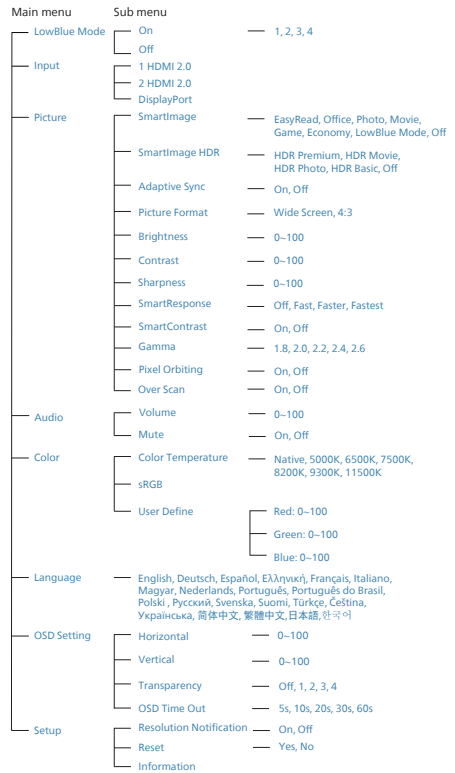 Main menu Sub menu
LowBlue Mode On 1, 2, 3, 4
Off
Input 1 HDMI 2.0
2 HDMI 2.0
DisplayPort
Picture SmartImage EasyRead, Office, Photo, Movie,
Game, Economy, LowBlue Mode, Off
SmartImage HDR HDR Premium, HDR Movie,
HDR Photo, HDR Basic, Off
Adaptive Sync On, Off
Picture Format Wide Screen, 4:3
Brightness 0~100
Contrast 0~100
Sharpness 0~100
SmartResponse Off, Fast, Faster, Fastest
SmartContrast On, Off
Gamma 1.8, 2.0, 2.2, 2.4, 2.6
Pixel Orbiting On, Off
Over Scan On, Off
Audio Volume 0~100
Mute On, Off
Color Color Temperature Native, 5000K, 6500K, 7500K,
8200K, 9300K, 11500K
sRGB
User Define Red: 0~100
Green: 0~100
Blue: 0~100
Language English, Deutsch, Español, Ελληνική, Français, Italiano,
Magyar, Nederlands, Português, Português do Brasil,
Polski , Русский, Svenska, Suomi, Türkçe, Čeština,
Українська, 简体中文, 繁體中文,日本語,한국어
OSD Setting Horizontal 0~100
Vertical 0~100
Transparency Off, 1, 2, 3, 4
OSD Time Out 5s, 10s, 20s, 30s, 60s
Setup Resolution Notification On, Off
Reset Yes, No
Information